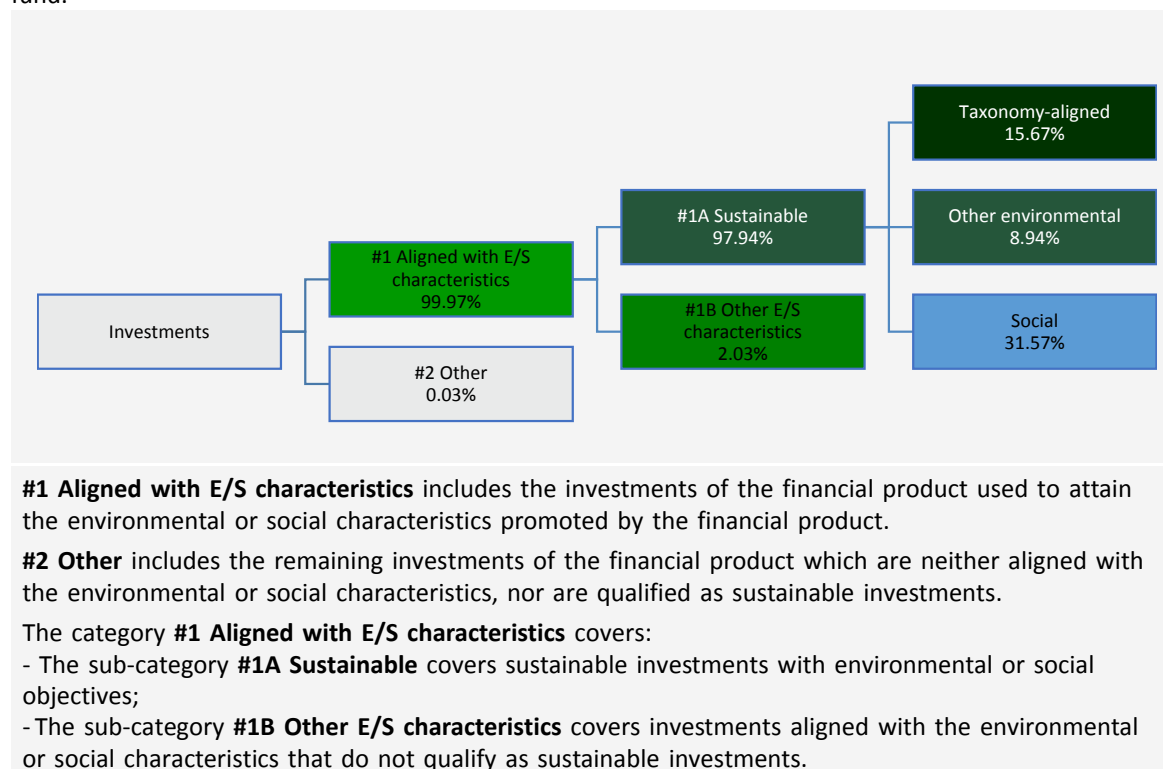 Taxonomy-aligned
15.67%
#1A Sustainable
97.94%
Other environmental
8.94%
#1 Aligned with E/S
characteristics
99.97%
Investments
#1B Other E/S
characteristics
2.03%
Social
31.57%
#2 Other
0.03%
#1 Aligned with E/S characteristics includes the investments of the financial product used to attain
the environmental or social characteristics promoted by the financial product.
#2 Other includes the remaining investments of the financial product which are neither aligned with
the environmental or social characteristics, nor are qualified as sustainable investments.
The category #1 Aligned with E/S characteristics covers:
- The sub-category #1A Sustainable covers sustainable investments with environmental or social
objectives;
- The sub-category #1B Other E/S characteristics covers investments aligned with the environmental
or social characteristics that do not qualify as sustainable investments.